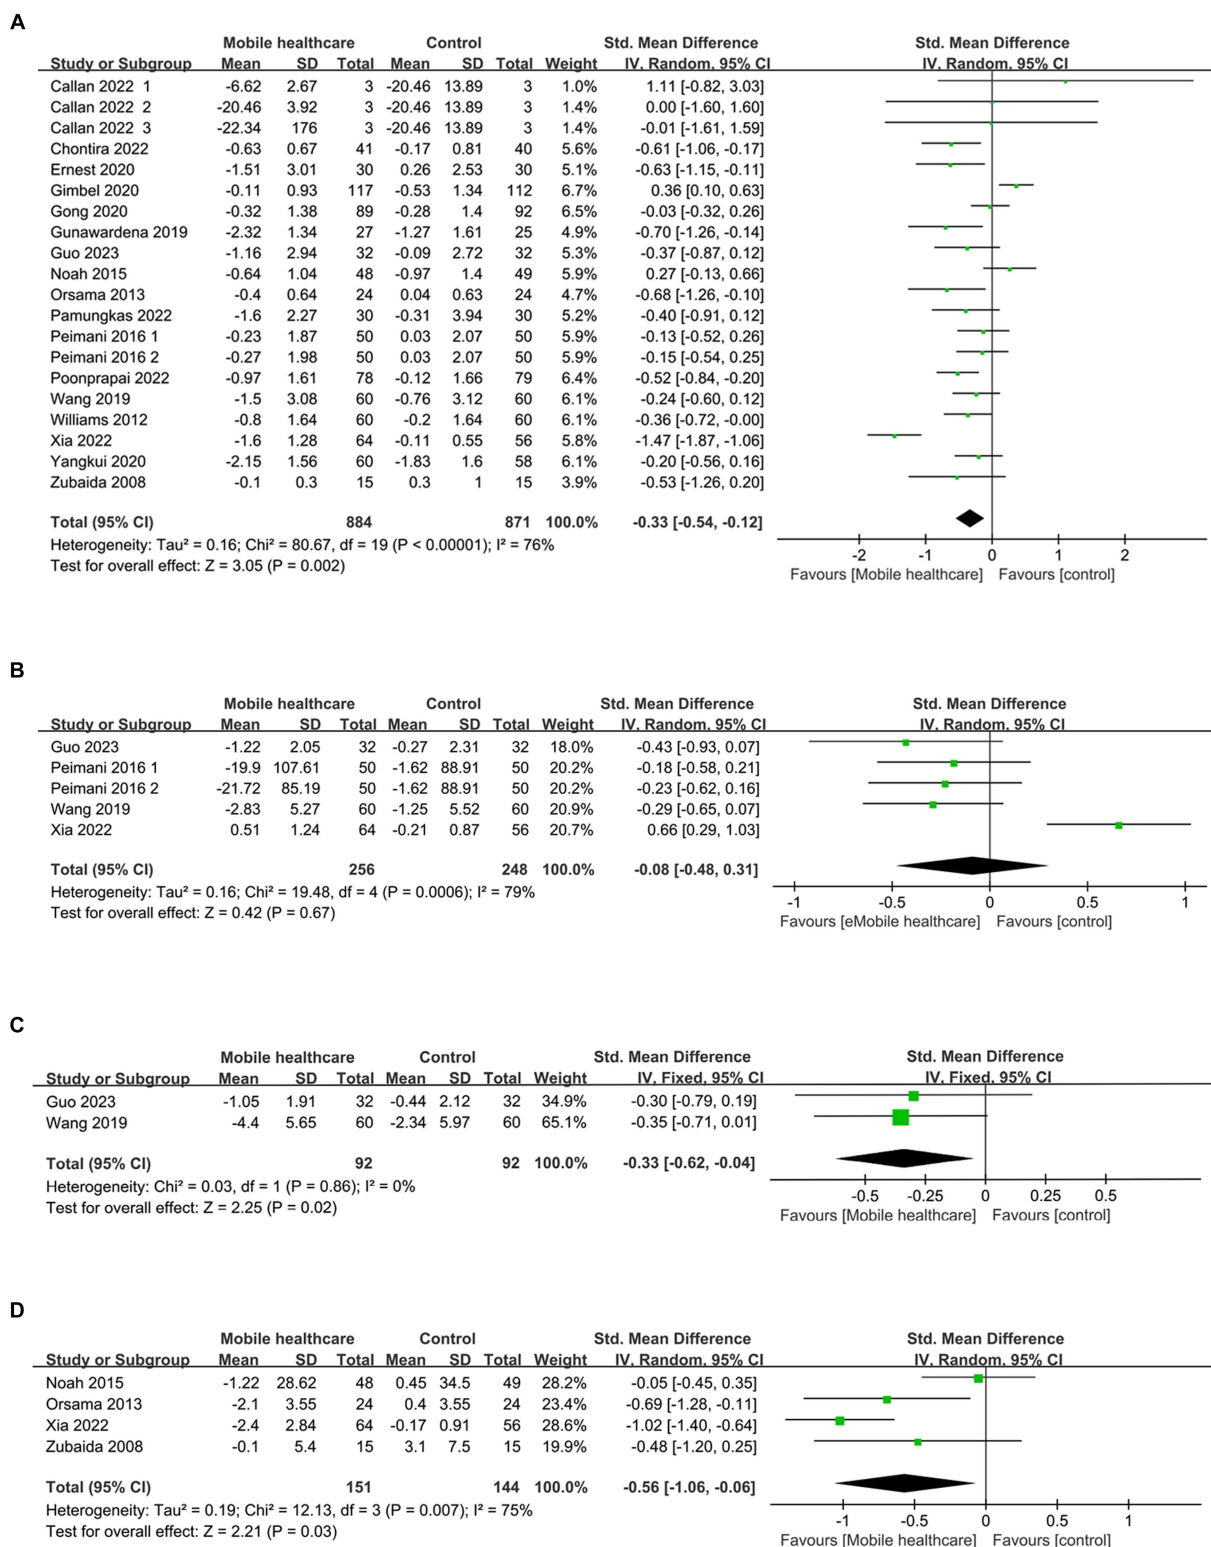 A
Mobile healthcare Control Std. Mean Difference Std. Mean Difference
Study or Subgroup Mean SD Total Mean SD Total Weight IV, Random, 95% CI IV, Random, 95% CI
Callan 2022 1 -6.62 2.67 3 -20.46 13.89 3 1.0% 1.11 [-0.82, 3.03]
Callan 2022 2 -20.46 3.92 3 -20.46 13.89 3 1.4% 0.00 [-1.60, 1.60]
Callan 2022 3 -22.34 176 3 -20.46 13.89 3 1.4% -0.01 [-1.61, 1.59]
Chontira 2022 -0.63 0.67 41 -0.17 0.81 40 5.6% -0.61 [-1.06, -0.17]
Ernest 2020 -1.51 3.01 30 0.26 2.53 30 5.1% -0.63 [-1.15, -0.11]
Gimbel 2020 -0.11 0.93 117 -0.53 1.34 112 6.7% 0.36 [0.10, 0.63]
Gong 2020 -0.32 1.38 89 -0.28 1.4 92 6.5% -0.03 [-0.32, 0.26]
Gunawardena 2019 -2.32 1.34 27 -1.27 1.61 25 4.9% -0.70 [-1.26, -0.14]
Guo 2023 -1.16 2.94 32 -0.09 2.72 32 5.3% -0.37 [-0.87, 0.12]
Noah 2015 -0.64 1.04 48 -0.97 1.4 49 5.9% 0.27 [-0.13, 0.66]
Orsama 2013 -0.4 0.64 24 0.04 0.63 24 4.7% -0.68 [-1.26, -0.10]
Pamungkas 2022 -1.6 2.27 30 -0.31 3.94 30 5.2% -0.40 [-0.91, 0.12]
Peimani 2016 1 -0.23 1.87 50 0.03 2.07 50 5.9% -0.13 [-0.52, 0.26]
Peimani 2016 2 -0.27 1.98 50 0.03 2.07 50 5.9% -0.15 [-0.54, 0.25]
Poonprapai 2022 -0.97 1.61 78 -0.12 1.66 79 6.4% -0.52 [-0.84, -0.20]
Wang 2019 -1.5 3.08 60 -0.76 3.12 60 6.1% -0.24 [-0.60, 0.12]
Williams 2012 -0.8 1.64 60 -0.2 1.64 60 6.1% -0.36 [-0.72, -0.00]
Xia 2022 -1.6 1.28 64 -0.11 0.55 56 5.8% -1.47 [-1.87, -1.06]
Yangkui 2020 -2.15 1.56 60 -1.83 1.6 58 6.1% -0.20 [-0.56, 0.16]
Zubaida 2008 -0.1 0.3 15 0.3 1 15 3.9% -0.53 [-1.26, 0.20]
Total (95% CI) 884 871 100.0% -0.33 [-0.54, -0.12]
Heterogeneity: Tau² = 0.16; Chi² = 80.67, df = 19 (P < 0.00001); I² = 76%
Test for overall effect: Z = 3.05 (P = 0.002)
-2 -1 0 1 2
Favours [Mobile healthcare] Favours [control]
B
Mobile healthcare Control Std. Mean Difference Std. Mean Difference
Study or Subgroup Mean SD Total Mean SD Total Weight IV, Random, 95% CI IV, Random, 95% CI
Guo 2023 -1.22 2.05 32 -0.27 2.31 32 18.0% -0.43 [-0.93, 0.07]
Peimani 2016 1 -19.9 107.61 50 -1.62 88.91 50 20.2% -0.18 [-0.58, 0.21]
Peimani 2016 2 -21.72 85.19 50 -1.62 88.91 50 20.2% -0.23 [-0.62, 0.16]
Wang 2019 -2.83 5.27 60 -1.25 5.52 60 20.9% -0.29 [-0.65, 0.07]
Xia 2022 0.51 1.24 64 -0.21 0.87 56 20.7% 0.66 [0.29, 1.03]
Total (95% CI) 256 248 100.0% -0.08 [-0.48, 0.31]
Heterogeneity: Tau² = 0.16; Chi² = 19.48, df = 4 (P = 0.0006); I² = 79%
Test for overall effect: Z = 0.42 (P = 0.67)
-1 -0.5 0 0.5 1
Favours [eMobile healthcare] Favours [control]
C
Mobile healthcare Control Std. Mean Difference Std. Mean Difference
Study or Subgroup Mean SD Total Mean SD Total Weight IV, Fixed, 95% CI IV, Fixed, 95% CI
Guo 2023 -1.05 1.91 32 -0.44 2.12 32 34.9% -0.30 [-0.79, 0.19]
Wang 2019 -4.4 5.65 60 -2.34 5.97 60 65.1% -0.35 [-0.71, 0.01]
Total (95% CI) 92 92 100.0% -0.33 [-0.62, -0.04]
Heterogeneity: Chi² = 0.03, df = 1 (P = 0.86); I² = 0%
Test for overall effect: Z = 2.25 (P = 0.02)
-0.5 -0.25 0 0.25 0.5
Favours [Mobile healthcare] Favours [control]
D
Mobile healthcare Control Std. Mean Difference Std. Mean Difference
Study or Subgroup Mean SD Total Mean SD Total Weight IV, Random, 95% CI IV, Random, 95% CI
Noah 2015 -1.22 28.62 48 0.45 34.5 49 28.2% -0.05 [-0.45, 0.35]
Orsama 2013 -2.1 3.55 24 0.4 3.55 24 23.4% -0.69 [-1.28, -0.11]
Xia 2022 -2.4 2.84 64 -0.17 0.91 56 28.6% -1.02 [-1.40, -0.64]
Zubaida 2008 -0.1 5.4 15 3.1 7.5 15 19.9% -0.48 [-1.20, 0.25]
Total (95% CI) 151 144 100.0% -0.56 [-1.06, -0.06]
Heterogeneity: Tau² = 0.19; Chi² = 12.13, df = 3 (P = 0.007); I² = 75%
Test for overall effect: Z = 2.21 (P = 0.03)
-1 -0.5 0 0.5 1
Favours [Mobile healthcare] Favours [control]